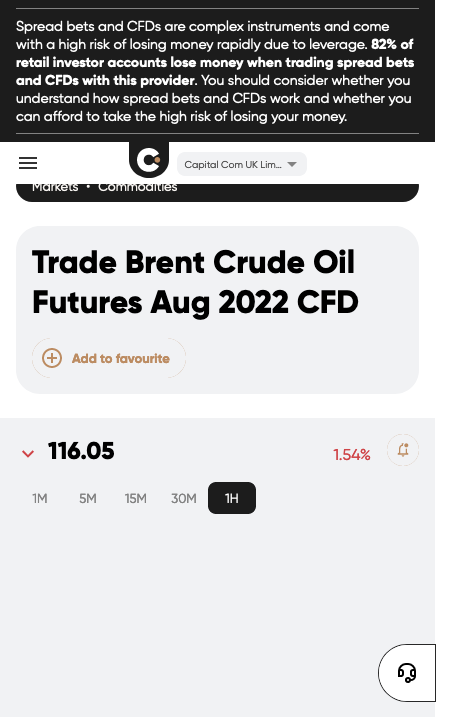 Spread bets and CFDs are complex instruments and come
with a high risk of losing money rapidly due to leverage. 82% of
retail investor accounts lose money when trading spread bets
and CFDs with this provider. You should consider whether you
understand how spread bets and CFDs work and whether you
can afford to take the high risk of losing your money.
Capital Com UK Lim...
Markets • Commodities
Trade Brent Crude Oil
Futures Aug 2022 CFD
Add to favourite
116.05 1.54%
1M 5M 15M 30M 1H